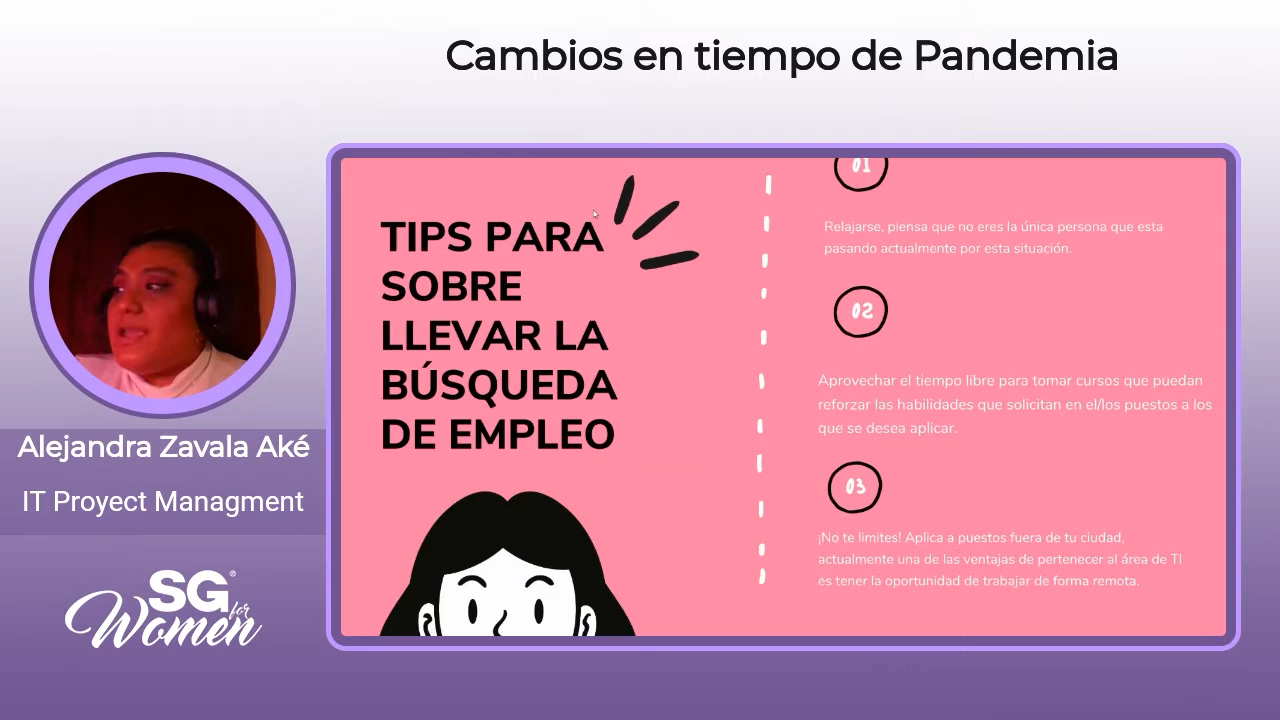 Cambios en tiempo de Pandemia
Alejandra Zavala Aké
IT Proyect Managment
SG®
for
Women
TIPS PARA
SOBRE
LLEVAR LA
BÚSQUEDA
DE EMPLEO
01
Relajarse, piensa que no eres la única persona que esta
pasando actualmente por esta situación.
02
Aprovechar el tiempo libre para tomar cursos que puedan
reforzar las habilidades que solicitan en el/los puestos a los
que se desea aplicar.
03
¡No te limites! Aplica a puestos fuera de tu ciudad,
actualmente una de las ventajas de pertenecer al área de TI
es tener la oportunidad de trabajar de forma remota.